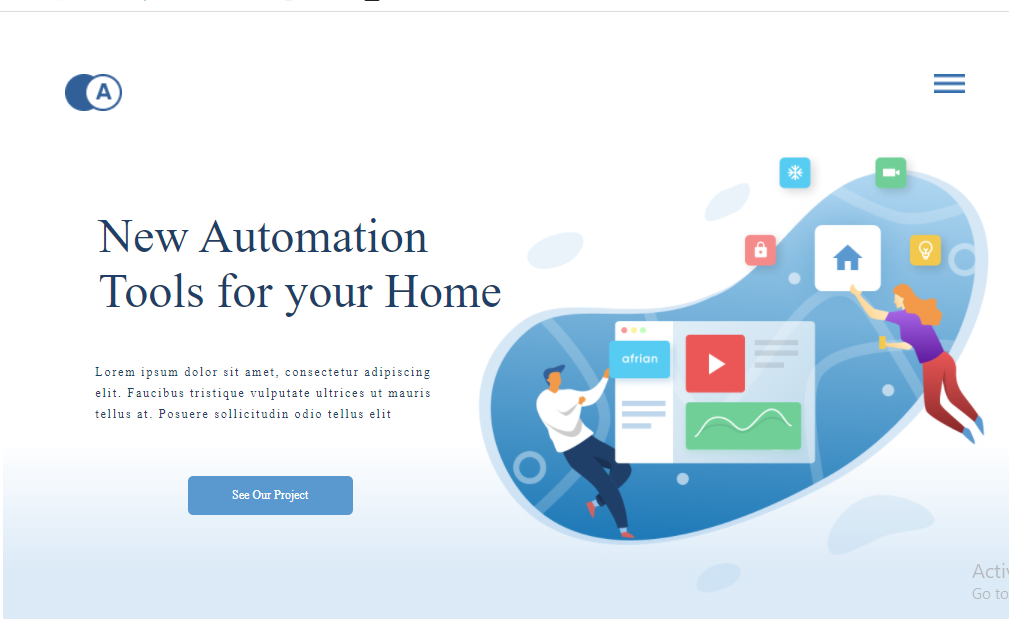 A
New Automation
Tools for your Home
Lorem ipsum dolor sit amet, consectetur adipiscing
elit. Faucibus tristique vulputate ultrices ut mauris
tellus at. Posuere sollicitudin odio tellus elit
See Our Project
afrian
Go to